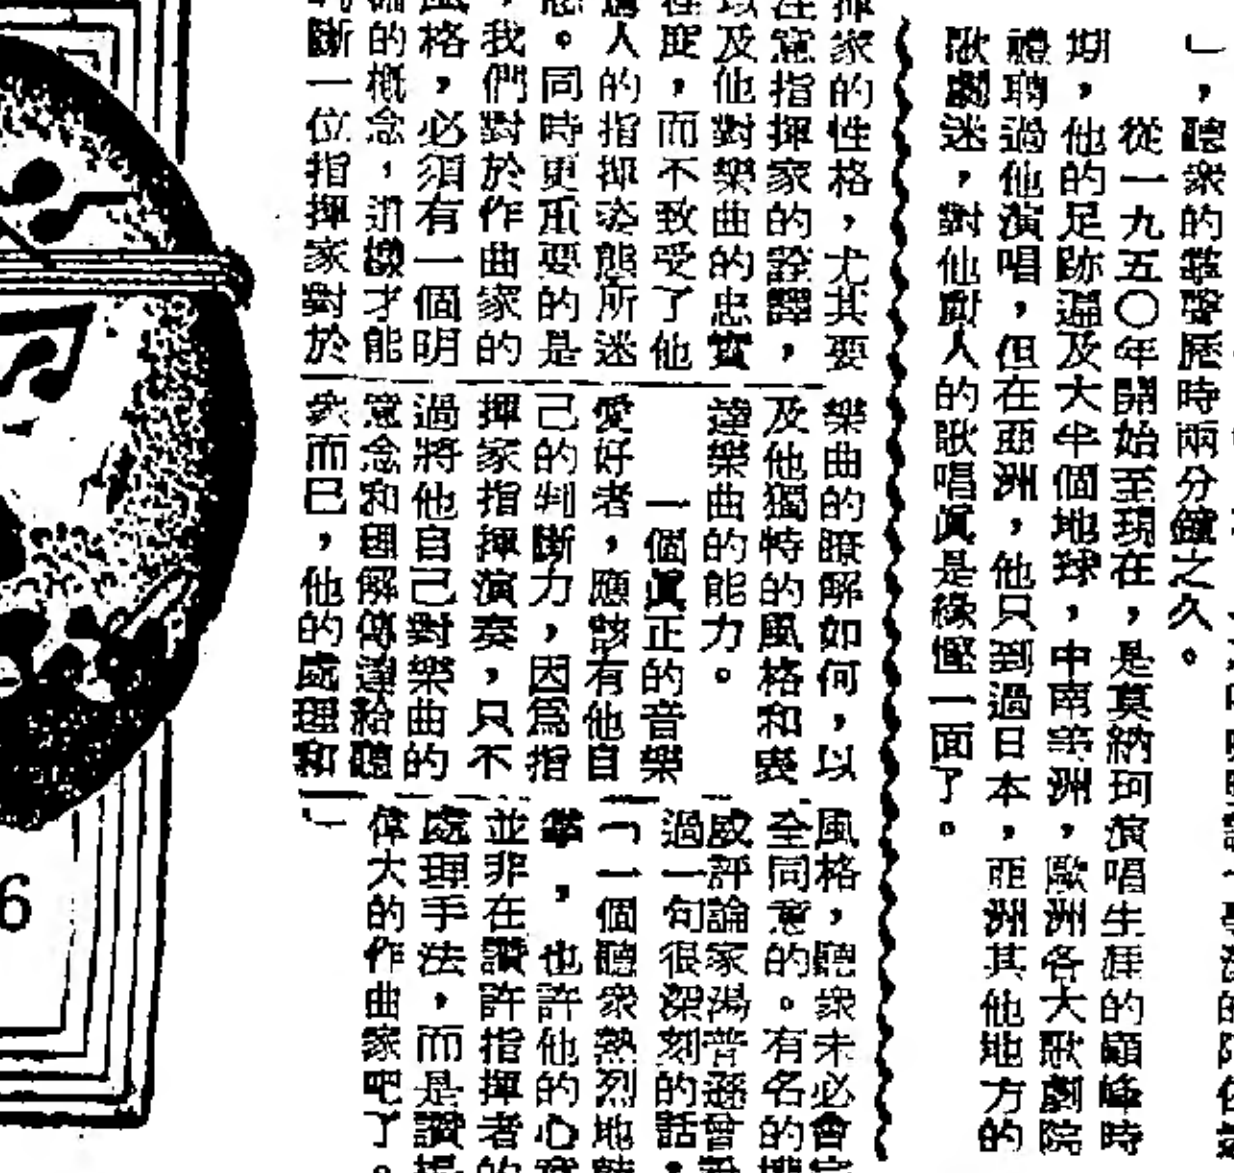 」，聽衆的掌聲歷時兩分鐘之久。
從一九五〇年開始至現在，是莫納珂演唱生涯的巔峰時
期，他的足跡遍及大半個地球，中南美洲，歐洲各大歌劇院
禮聘過他演唱，但在亞洲，他只到過日本，亞洲其他地方的
歌劇迷，對他對人的歌唱眞是緣慳一面了。
揮家的性格，尤其要
注意指揮家的詮譯，
以及他對樂曲的忠實
程度，而不致受了他
人的指揮姿態所迷
。同時更重要的是
，我們對於作曲家的
風格，必須有一個明
的概念，這樣才能
斷一位指揮家對於
樂曲的瞭解如何，以
及他獨特的風格和表
達樂曲的能力。
一個眞正的音樂
愛好者，應該有他自
己的判斷力，因爲指
揮家指揮演奏，只不
過將他自己對樂曲的
意念和理解傳達給聽
衆而已，他的處理和
風格，聽衆未必會完
全同意的。有名的權
威評論家湯普遜曾說
過一句很深刻的話，
「一個聽衆熱烈地鼓
掌，也許他的心意
並非在讚許指揮者的
處理手法，而是讚揚
偉大的作曲家吧了。
」
6